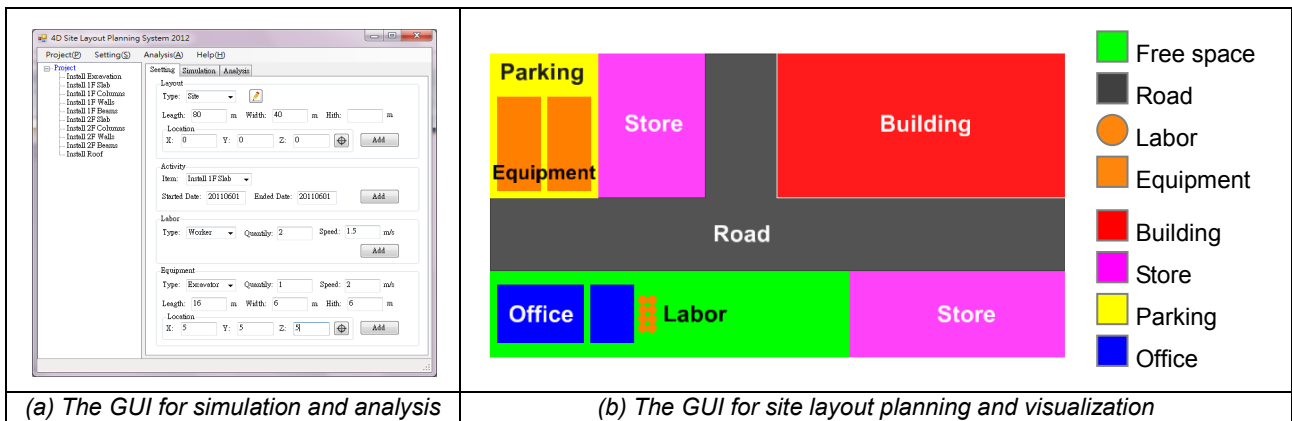 4D Site Layout Planning System 2012
Project(P) Setting(S) Analysis(A) Help(H)
Project
Install Excavation
Install 1F Slab
Install 1F Columns
Install 1F Walls
Install 1F Beams
Install 2F Slab
Install 2F Columns
Install 2F Walls
Install 2F Beams
Install Roof
Seetting Simulation Analysis
Layout
Type: Site
Length: 80 m Width: 40 m Hith: m
Location
X: 0 Y: 0 Z: 0 Add
Activity
Item: Install 1F Slab
Started Date: 20110601 Ended Date: 20110601 Add
Labor
Type: Worker Quantily: 2 Speed: 1.5 m/s
Add
Equipment
Type: Excavator Quantily: 1 Speed: 2 m/s
Length: 16 m Width: 6 m Hith: 6 m
Location
X: 5 Y: 5 Z: 5 Add
(a) The GUI for simulation and analysis
Parking
Store
Building
Equipment
Road
Office
Labor
Store
Free space
Road
Labor
Equipment
Building
Store
Parking
Office
(b) The GUI for site layout planning and visualization